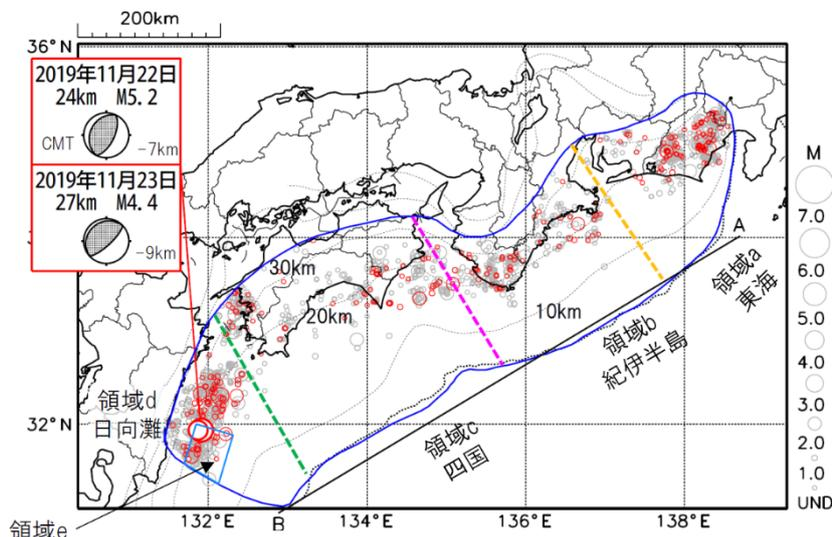 200km
36°N
2019年11月22日
24km M5.2
CMT
-7km
2019年11月23日
27km M4.4
-9km
M
7.0
6.0
5.0
4.0
3.0
2.0
1.0
UND
A
領域a
東海
30km
20km
10km
領域b
紀伊半島
領域c
四国
領域d
日向灘
32°N
領域e
132°E
B
134°E
136°E
138°E